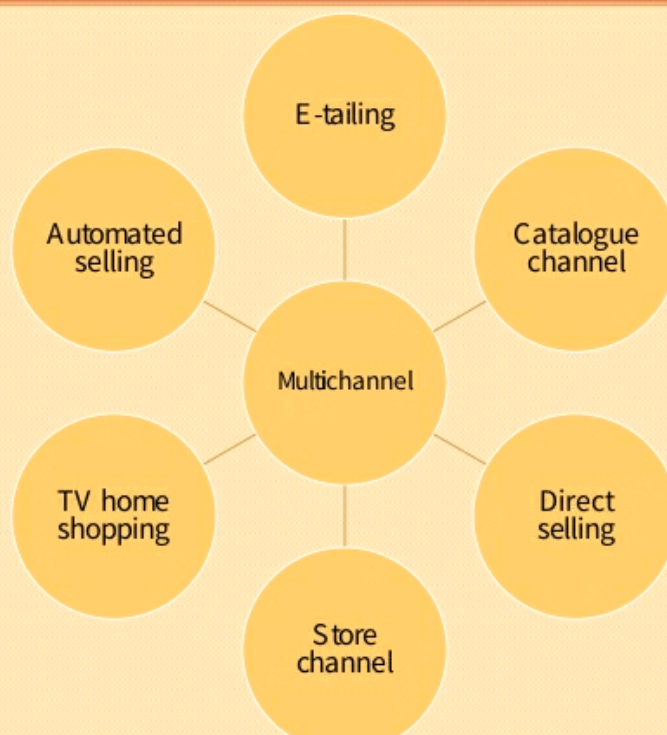 E-tailing
Catalogue
channel
Direct
selling
Store
channel
TV home
shopping
Automated
selling
Multichannel